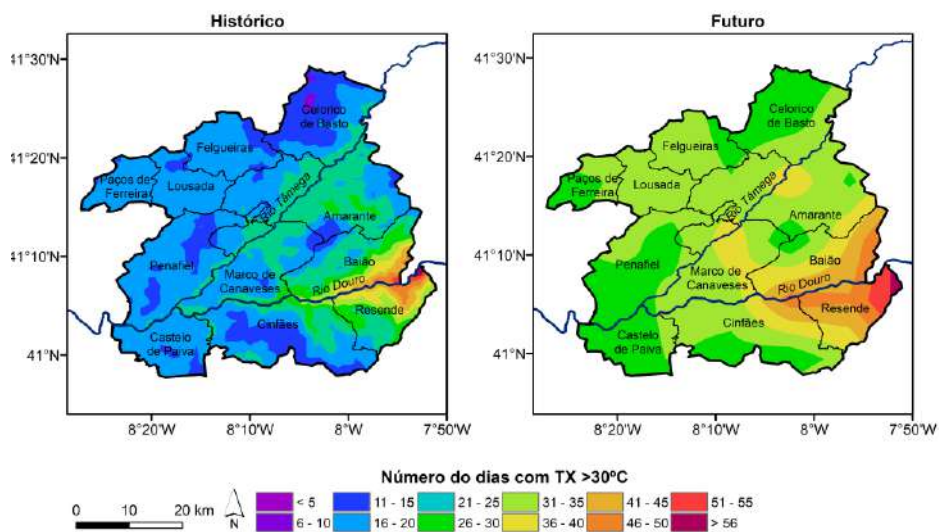 Histórico
Futuro
41°30'N
41°20'N
41°10'N
41°N
8°20'W
8°10'W
8°W
7°50'W
Celorico
de Basto
Felgueiras
Paços de
Ferreira
Lousada
Rio Tâmega
Amarante
Penafiel
Baião
Marco de
Canaveses
Rio Douro
Resende
Cinfães
Castelo
de Paiva
41°30'N
41°20'N
41°10'N
41°N
8°20'W
8°10'W
8°W
7°50'W
Celorico
de Basto
Felgueiras
Paços de
Ferreira
Lousada
Rio Tâmega
Amarante
Penafiel
Baião
Marco de
Canaveses
Rio Douro
Resende
Cinfães
Castelo
de Paiva
Número do dias com TX >30ºC
0 10 20 km
N
< 5 11 - 15 21 - 25 31 - 35 41 - 45 51 - 55
6 - 10 16 - 20 26 - 30 36 - 40 46 - 50 > 56